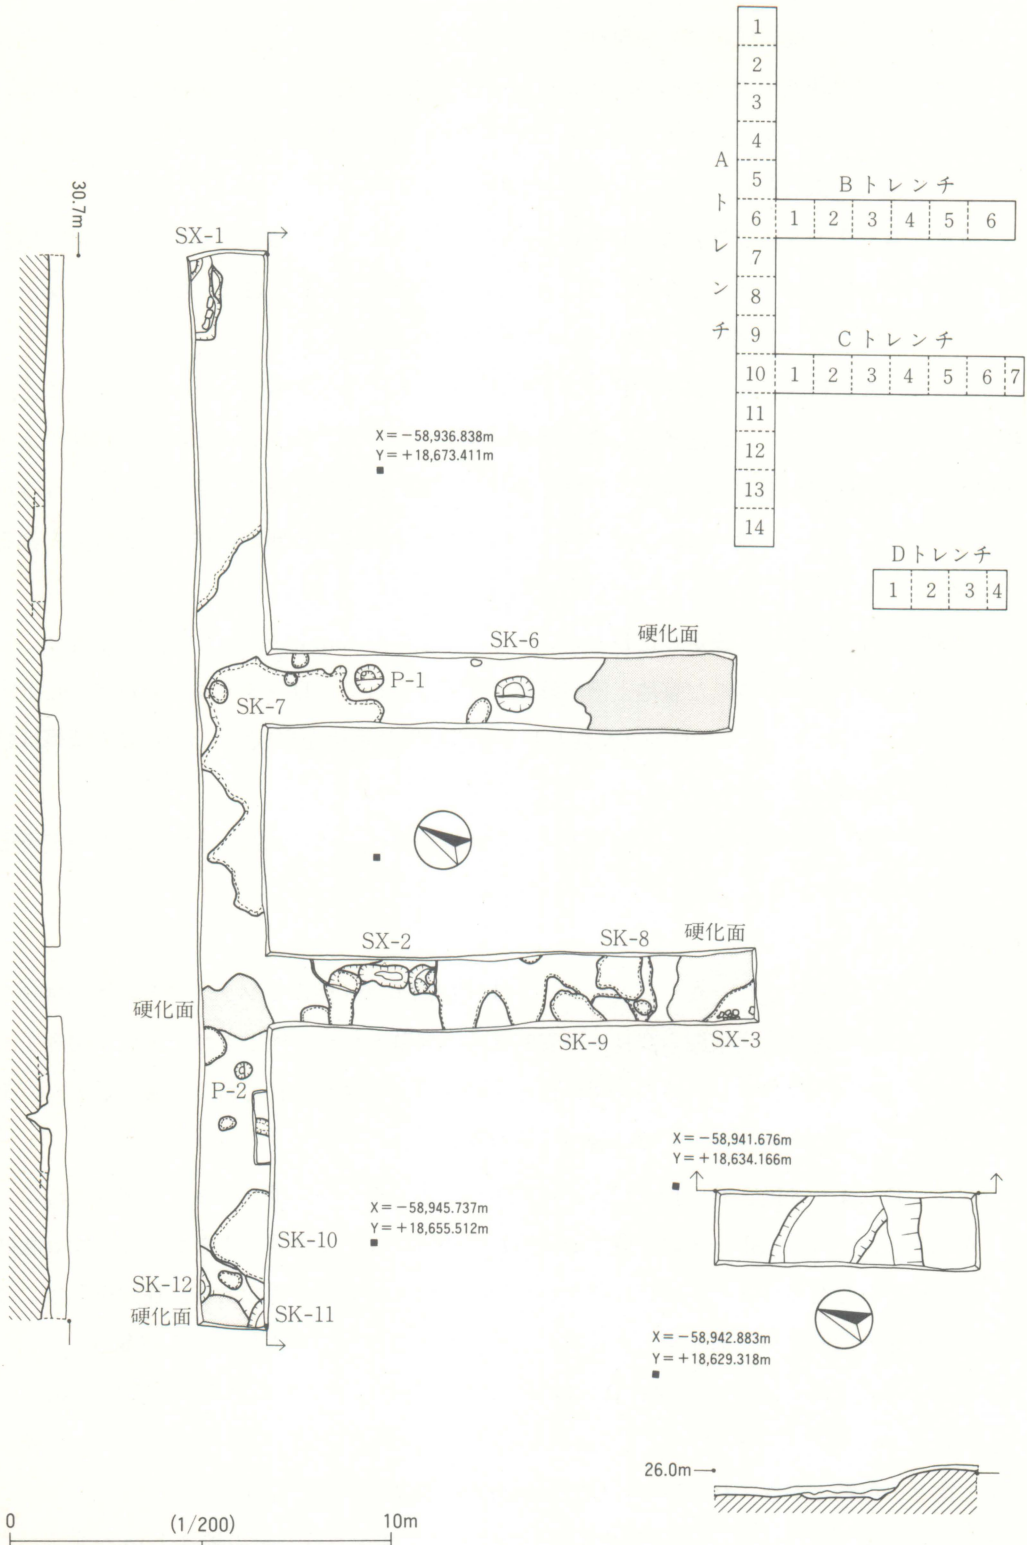 1
2
3
4
5
6
7
8
9
10
11
12
13
14
Aトレンチ
Bトレンチ
1 2 3 4 5 6
Cトレンチ
1 2 3 4 5 6 7
Dトレンチ
1 2 3 4
30.7m
SX-1
X=-58,936.838m
Y=+18,673.411m
SK-6
硬化面
P-1
SK-7
SX-2
SK-8
硬化面
硬化面
SK-9
SX-3
P-2
X=-58,941.676m
Y=+18,634.166m
X=-58,945.737m
Y=+18,655.512m
SK-10
SK-12
硬化面
SK-11
X=-58,942.883m
Y=+18,629.318m
26.0m
0 (1/200) 10m